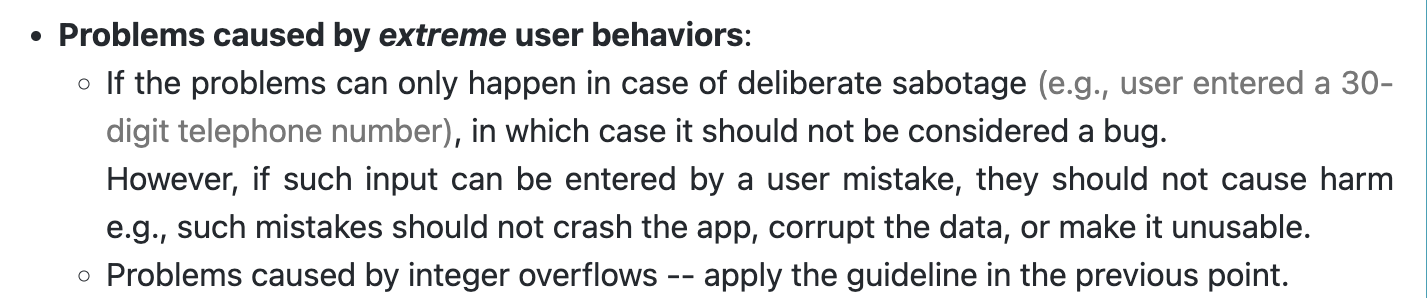 • Problems caused by extreme user behaviors:
○ If the problems can only happen in case of deliberate sabotage (e.g., user entered a 30-
digit telephone number), in which case it should not be considered a bug.
However, if such input can be entered by a user mistake, they should not cause harm
e.g., such mistakes should not crash the app, corrupt the data, or make it unusable.
○ Problems caused by integer overflows -- apply the guideline in the previous point.